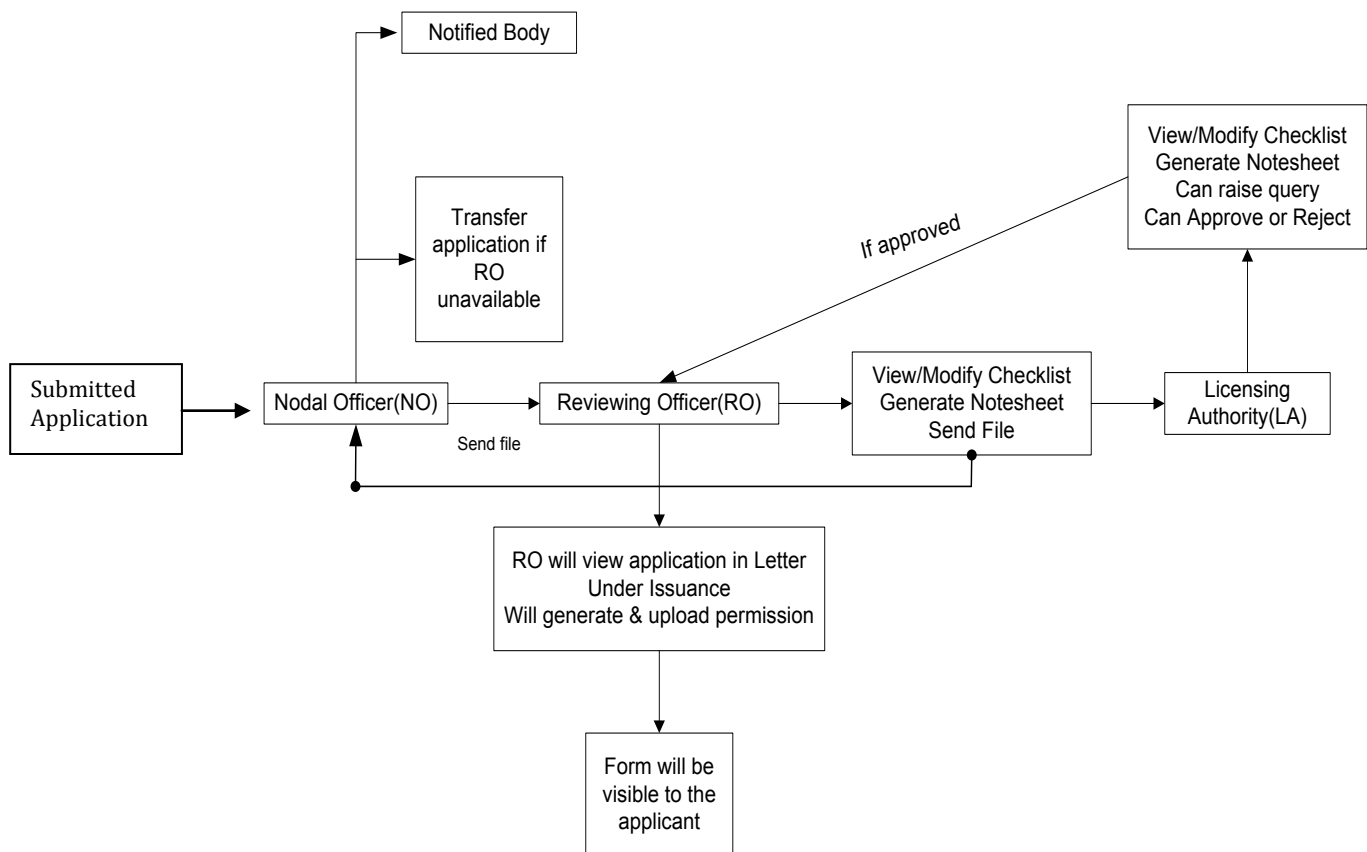 Notified Body
Transfer
application if
RO
unavailable
View/Modify Checklist
Generate Notesheet
Can raise query
Can Approve or Reject
If approved
Submitted
Application
Nodal Officer(NO)
Send file
Reviewing Officer(RO)
View/Modify Checklist
Generate Notesheet
Send File
Licensing
Authority(LA)
RO will view application in Letter
Under Issuance
Will generate & upload permission
Form will be
visible to the
applicant